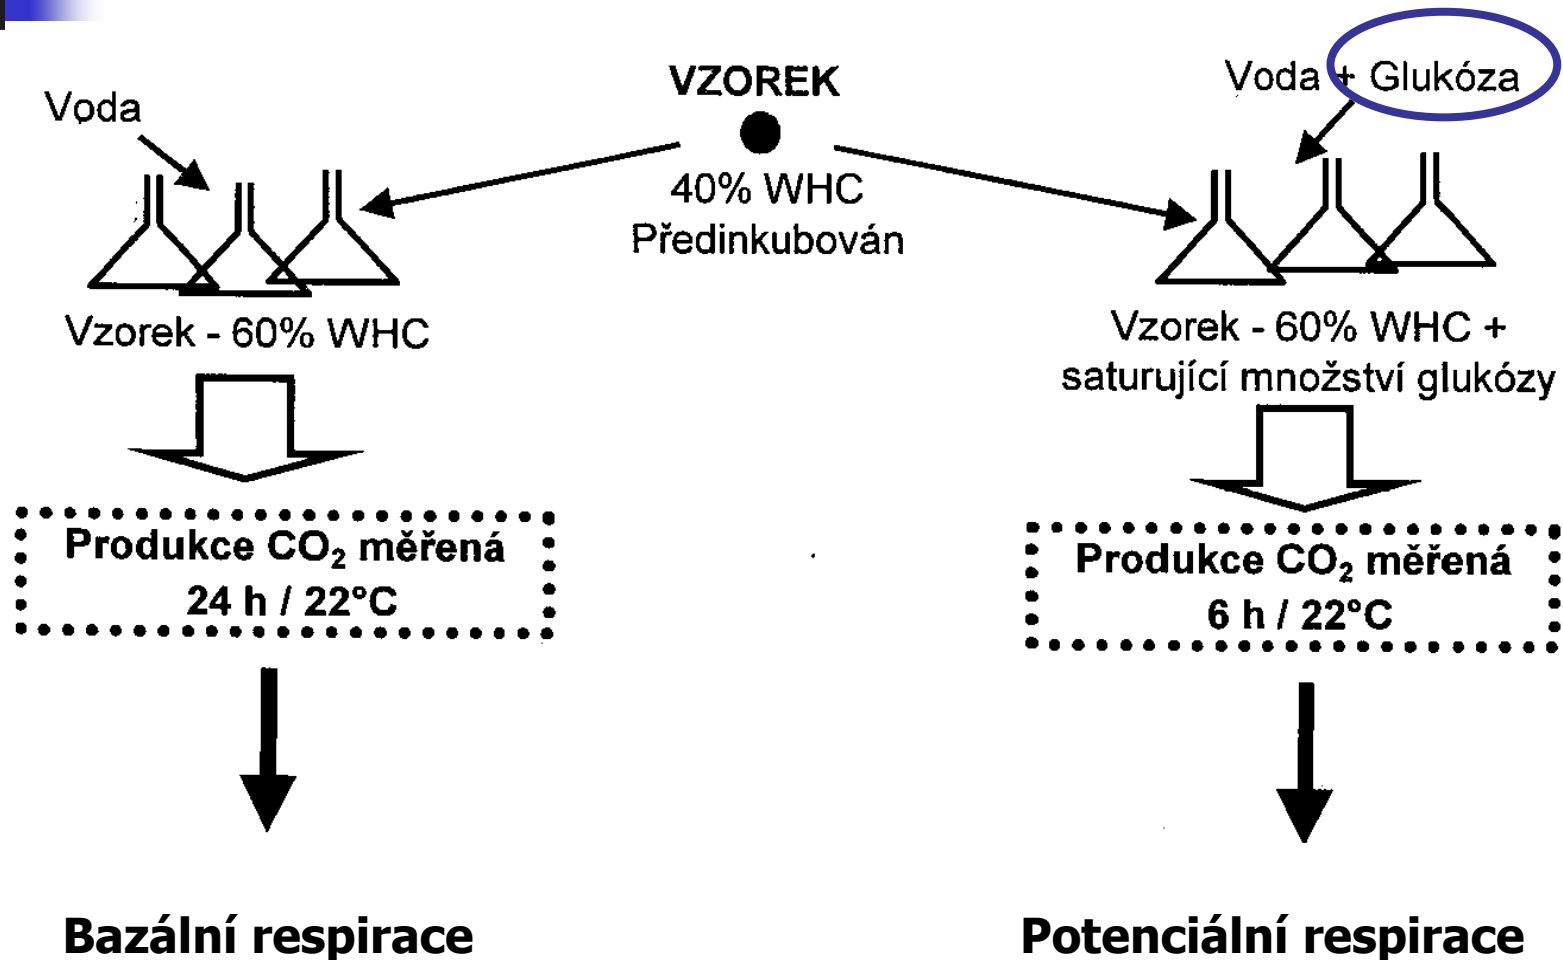 Voda
VZOREK
40% WHC
Předinkubován
Voda + Glukóza
Vzorek - 60% WHC
Vzorek - 60% WHC +
saturující množství glukózy
Produkce CO₂ měřená
24 h / 22°C
Produkce CO₂ měřená
6 h / 22°C
Bazální respirace
Potenciální respirace